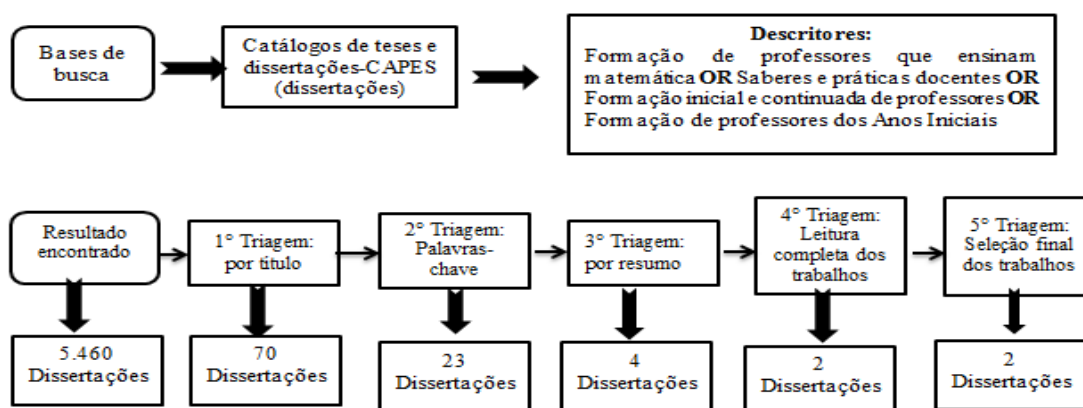 Bases de
busca
Catálogos de teses e
dissertações-CAPES
(dissertações)
Descritores:
Formação de professores que ensinam
matemática OR Saberes e práticas docentes OR
Formação inicial e continuada de professores OR
Formação de professores dos Anos Iniciais
Resultado
encontrado
1° Triagem:
por título
2° Triagem:
Palavras-
chave
3° Triagem:
por resumo
4° Triagem:
Leitura
completa dos
trabalhos
5° Triagem:
Seleção final
dos trabalhos
5.460
Dissertações
70
Dissertações
23
Dissertações
4
Dissertações
2
Dissertações
2
Dissertações